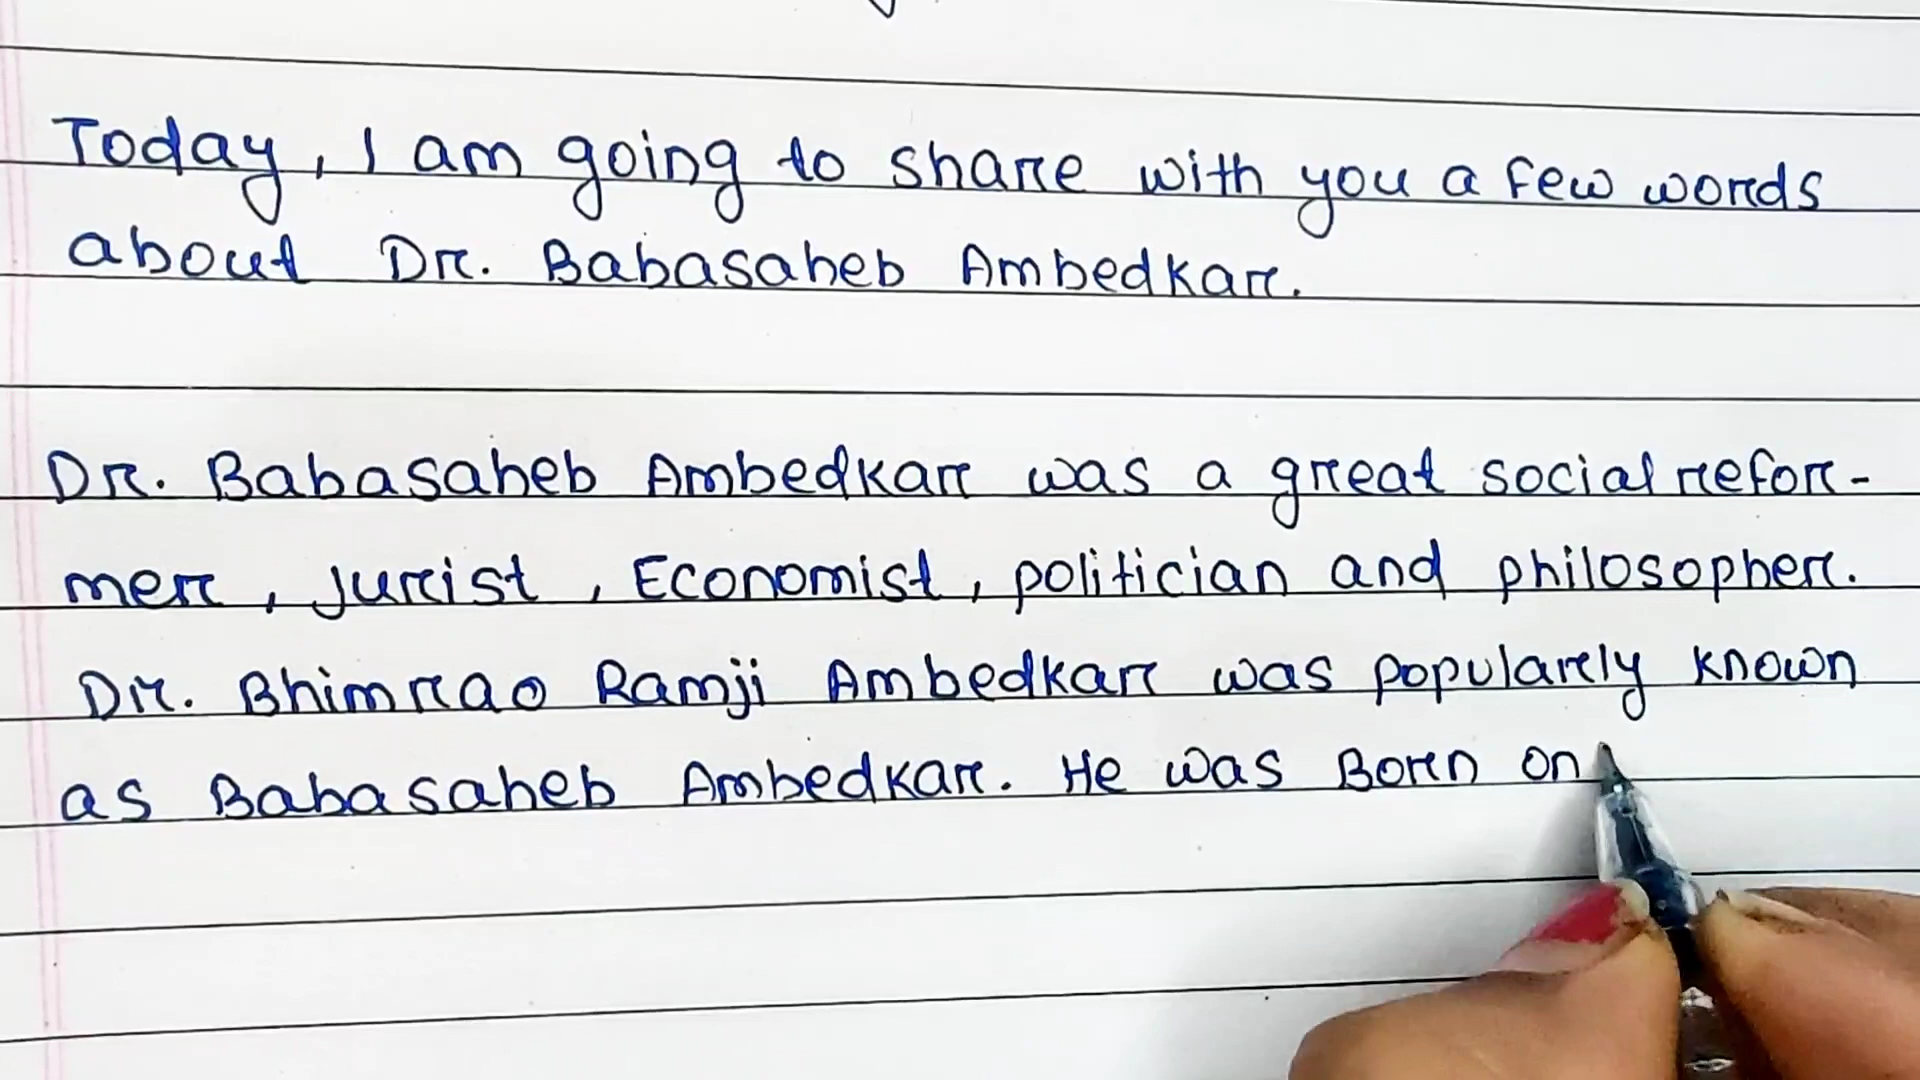 Today, I am going to share with you a few words
about Dr. Babasaheb Ambedkar.
Dr. Babasaheb Ambedkar was a great social refor-
mer, jurist, Economist, politician and philosopher.
Dr. Bhimrao Ramji Ambedkar was popularly known
as Babasaheb Ambedkar. He was Born on